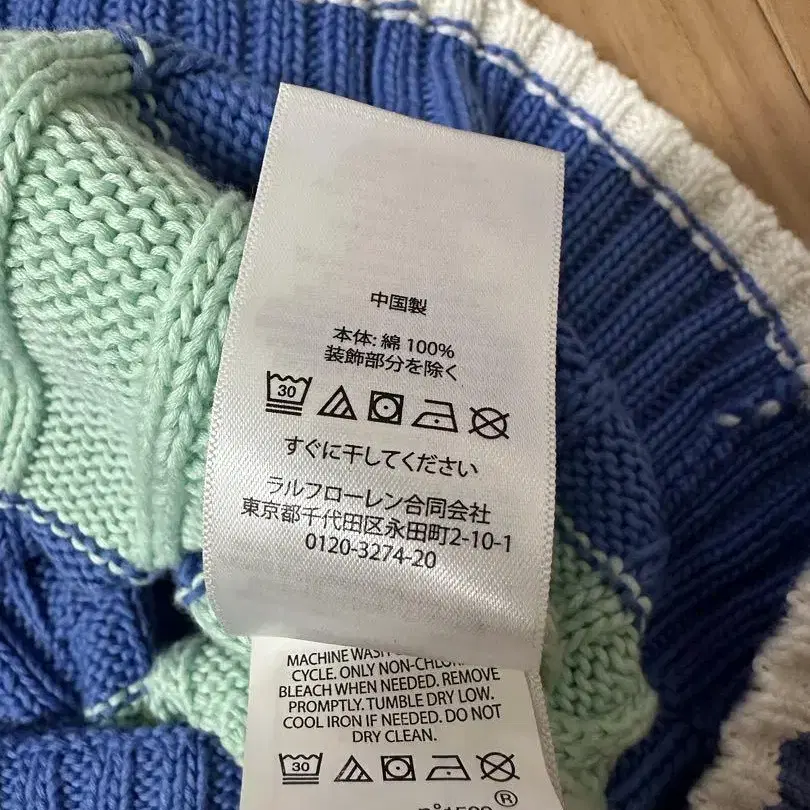 中国製
本体: 綿 100%
装飾部分を除く
30
すぐに干してください
ラルフローレン合同会社
東京都千代田区永田町2-10-1
0120-3274-20
MACHINE WASH
CYCLE. ONLY NON-CHLORINE
BLEACH WHEN NEEDED. REMOVE
PROMPTLY. TUMBLE DRY LOW.
COOL IRON IF NEEDED. DO NOT
DRY CLEAN.
30
®